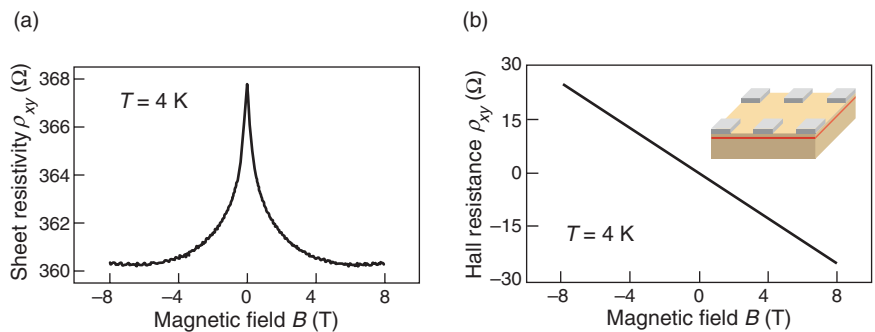 (a)
Sheet resistivity ρxy (Ω)
368
366
364
362
361
360
T = 4 K
−8
−4
0
4
8
Magnetic field B (T)
(b)
Hall resistance ρxy (Ω)
30
15
0
−15
−30
T = 4 K
−8
−4
0
4
8
Magnetic field B (T)